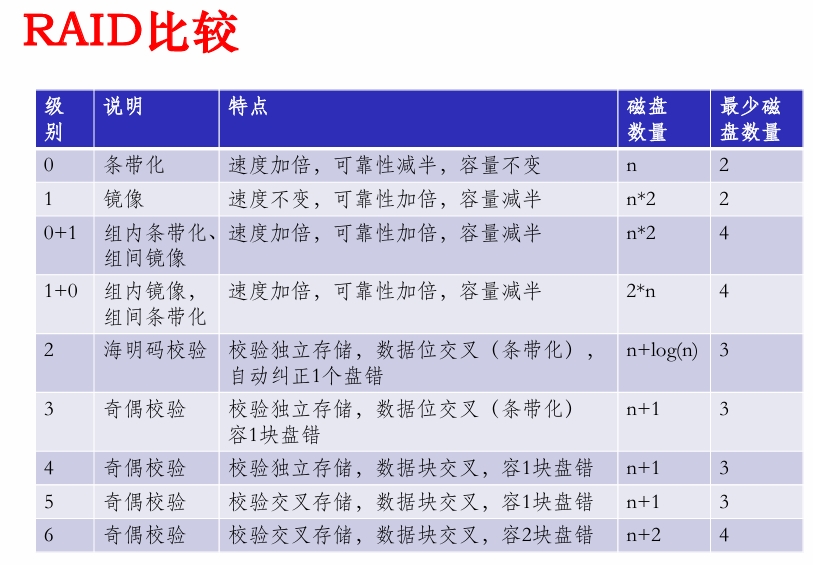 RAID比较
级别 说明 特点 磁盘数量 最少磁盘数量
0 条带化 速度加倍，可靠性减半，容量不变 n 2
1 镜像 速度不变，可靠性加倍，容量减半 n*2 2
0+1 组内条带化、组间镜像 速度加倍，可靠性加倍，容量减半 n*2 4
1+0 组内镜像，组间条带化 速度加倍，可靠性加倍，容量减半 2*n 4
2 海明码校验 校验独立存储，数据位交叉（条带化），自动纠正1个盘错 n+log(n) 3
3 奇偶校验 校验独立存储，数据位交叉（条带化）容1块盘错 n+1 3
4 奇偶校验 校验独立存储，数据块交叉，容1块盘错 n+1 3
5 奇偶校验 校验交叉存储，数据块交叉，容1块盘错 n+1 3
6 奇偶校验 校验交叉存储，数据块交叉，容2块盘错 n+2 4